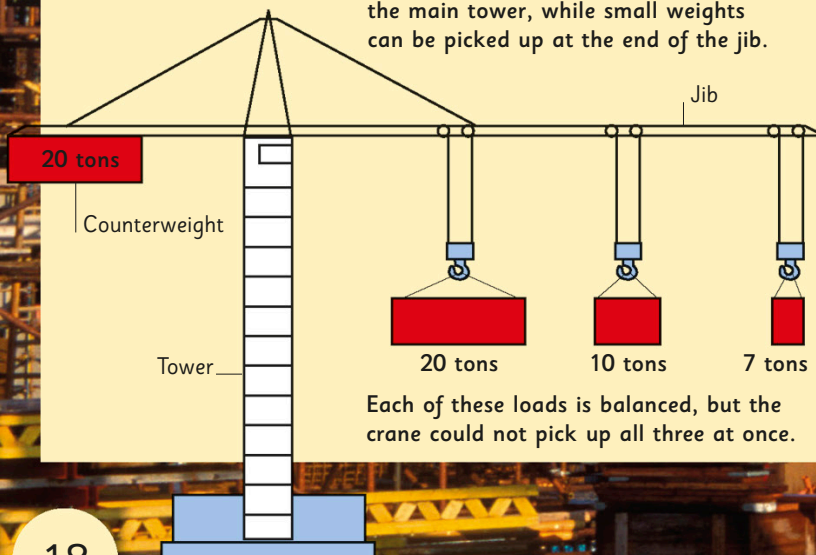 the main tower, while small weights
can be picked up at the end of the jib.
Jib
20 tons
Counterweight
Tower
20 tons
10 tons
7 tons
Each of these loads is balanced, but the
crane could not pick up all three at once.
18